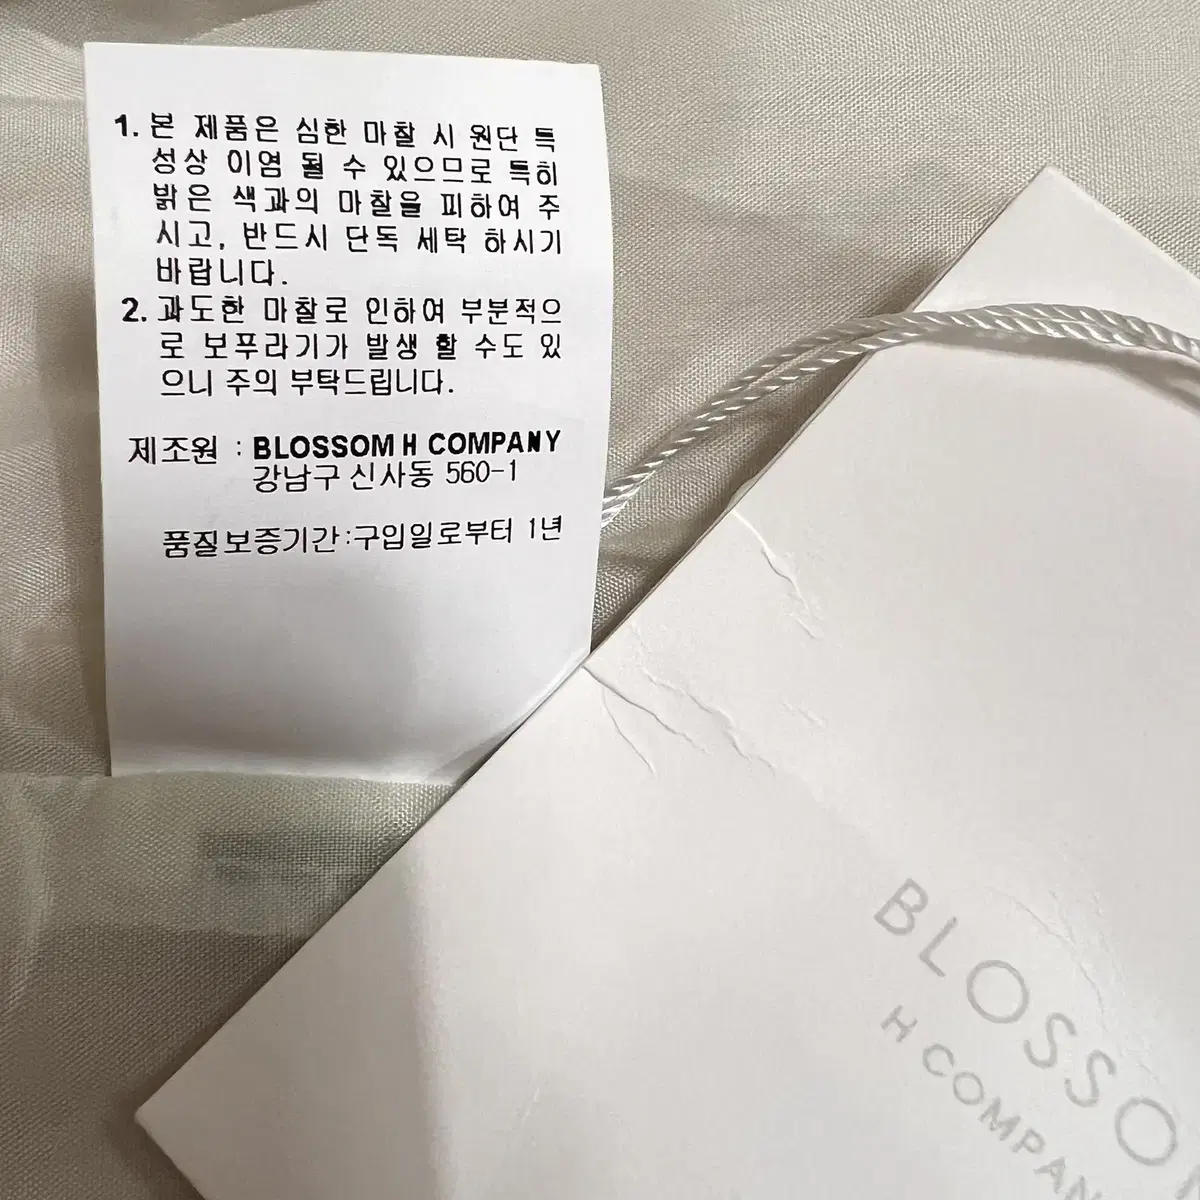 1. 본 제품은 심한 마찰 시 원단 특
성상 이염 될 수 있으므로 특히
밝은 색과의 마찰을 피하여 주
시고, 반드시 단독 세탁 하시기
바랍니다.
2. 과도한 마찰로 인하여 부분적으
로 보푸라기가 발생 할 수도 있
으니 주의 부탁드립니다.
제조원 : BLOSSOM H COMPANY
강남구 신사동 560-1
품질보증기간:구입일로부터 1년
BLOSSO
H COMPAN